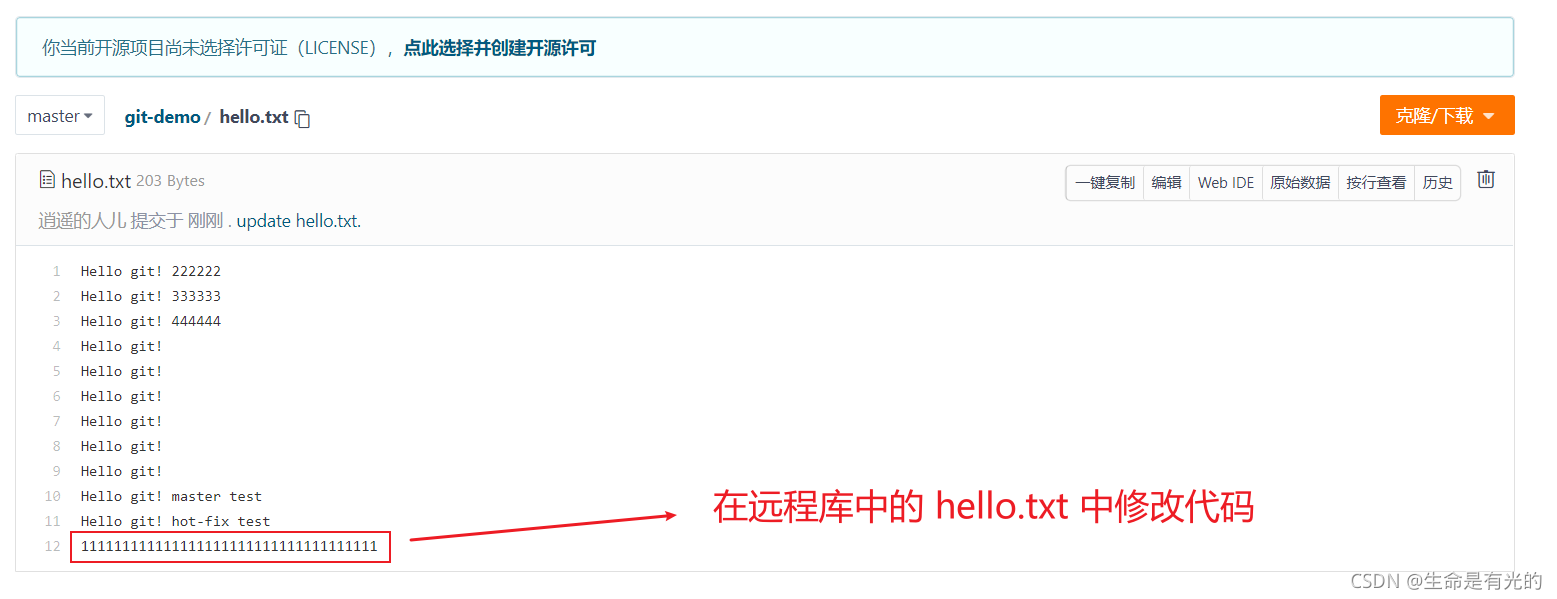 你当前开源项目尚未选择许可证（LICENSE），点此选择并创建开源许可
master git-demo / hello.txt 克隆/下载
hello.txt 203 Bytes 一键复制 编辑 Web IDE 原始数据 按行查看 历史
逍遥的人儿 提交于 刚刚 . update hello.txt.
1 Hello git! 222222
2 Hello git! 333333
3 Hello git! 444444
4 Hello git!
5 Hello git!
6 Hello git!
7 Hello git!
8 Hello git!
9 Hello git!
10 Hello git! master test
11 Hello git! hot-fix test
12 111111111111111111111111111111111111
在远程库中的 hello.txt 中修改代码
CSDN @生命是有光的